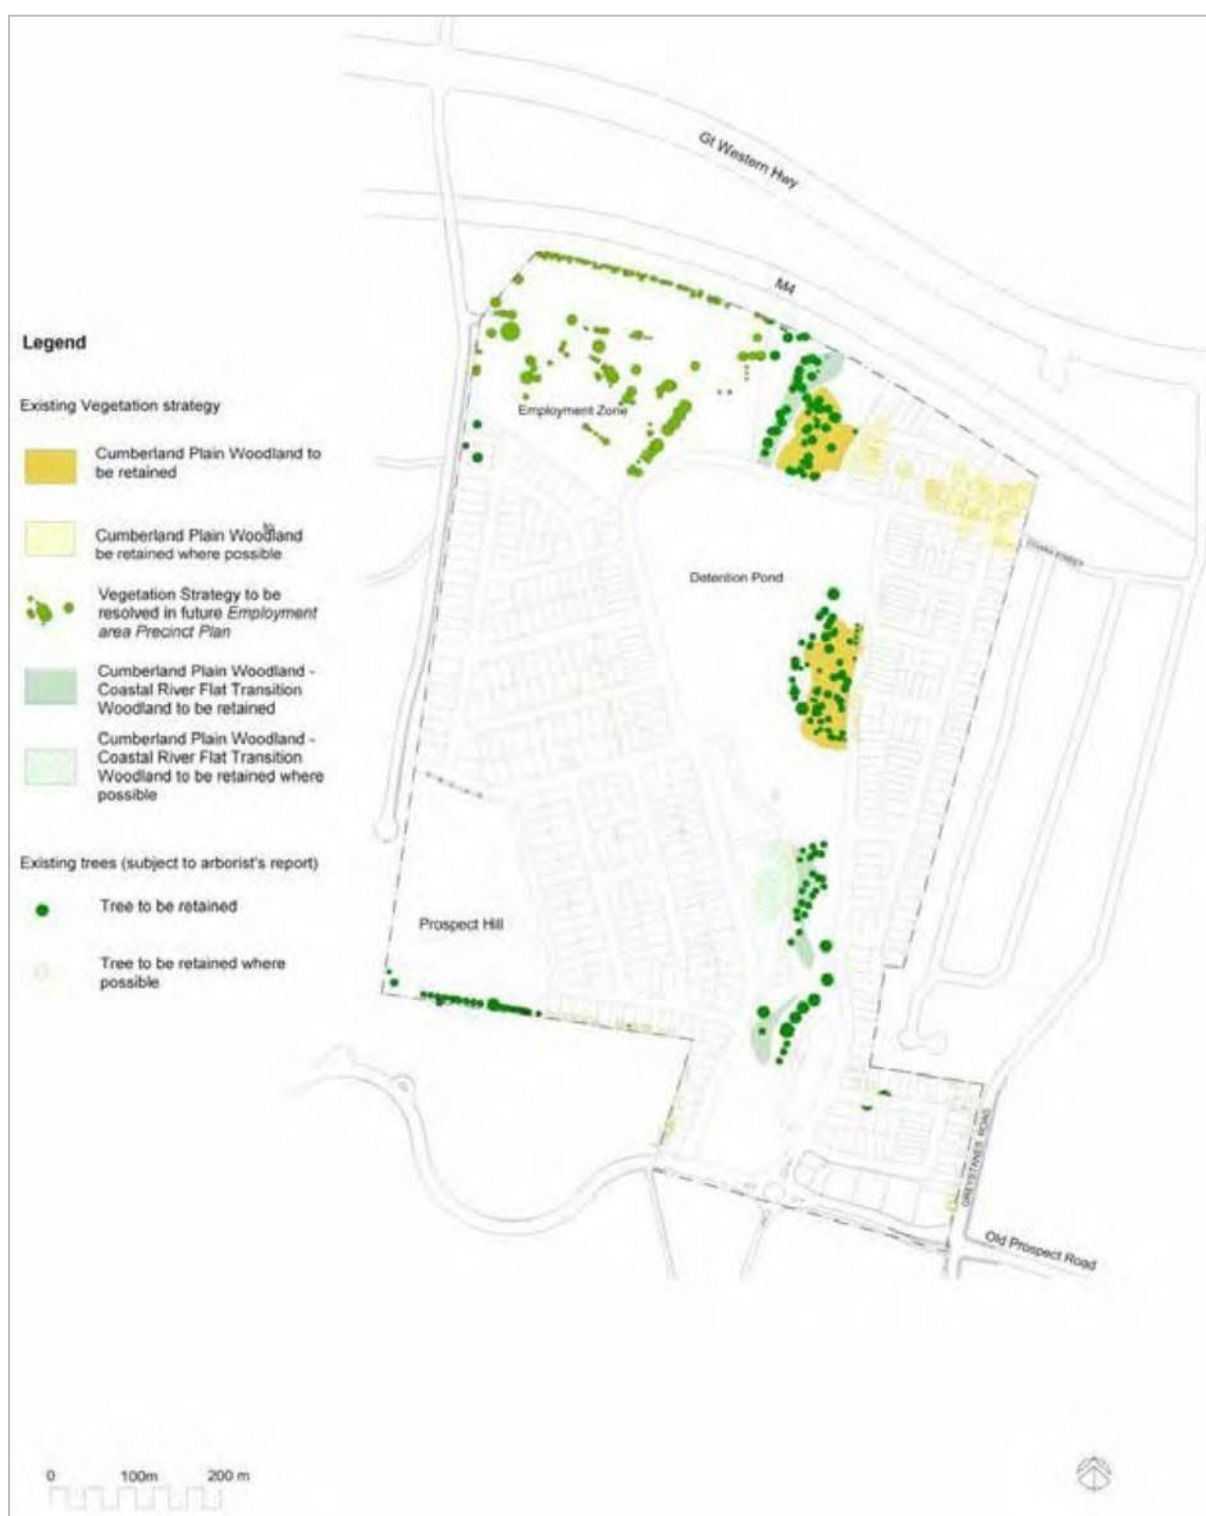 Gt Western Hwy
M4
Legend
Existing Vegetation strategy
Cumberland Plain Woodland to
be retained
Cumberland Plain Woodland
be retained where possible
Vegetation Strategy to be
resolved in future Employment
area Precinct Plan
Cumberland Plain Woodland -
Coastal River Flat Transition
Woodland to be retained
Cumberland Plain Woodland -
Coastal River Flat Transition
Woodland to be retained where
possible
Existing trees (subject to arborist's report)
Tree to be retained
Tree to be retained where
possible
Employment Zone
Detention Pond
STREET
Prospect Hill
GREYSTANES ROAD
Old Prospect Road
0 100m 200 m